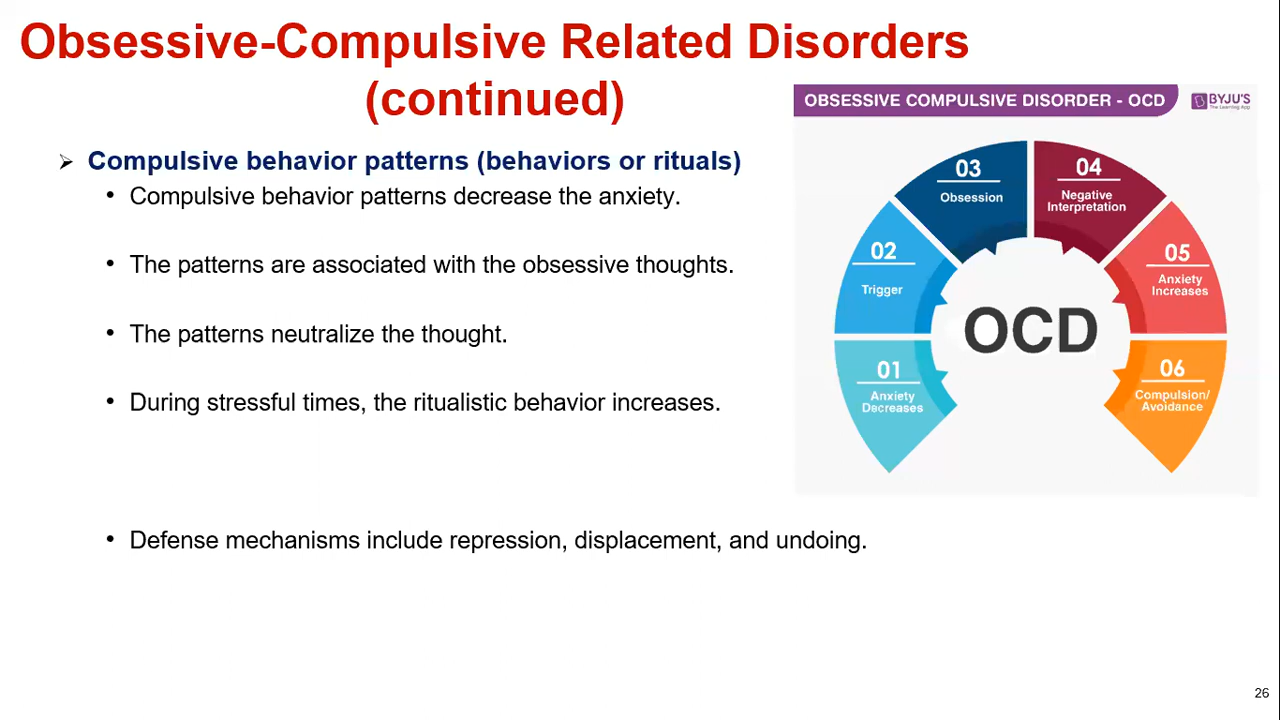 Obsessive-Compulsive Related Disorders
(continued)
➢ Compulsive behavior patterns (behaviors or rituals)
• Compulsive behavior patterns decrease the anxiety.
• The patterns are associated with the obsessive thoughts.
• The patterns neutralize the thought.
• During stressful times, the ritualistic behavior increases.
• Defense mechanisms include repression, displacement, and undoing.
OBSESSIVE COMPULSIVE DISORDER - OCD
BYJU'S
The Learning App
01
Anxiety
Decreases
02
Trigger
03
Obsession
04
Negative
Interpretation
05
Anxiety
Increases
06
Compulsion/
Avoidance
OCD
26